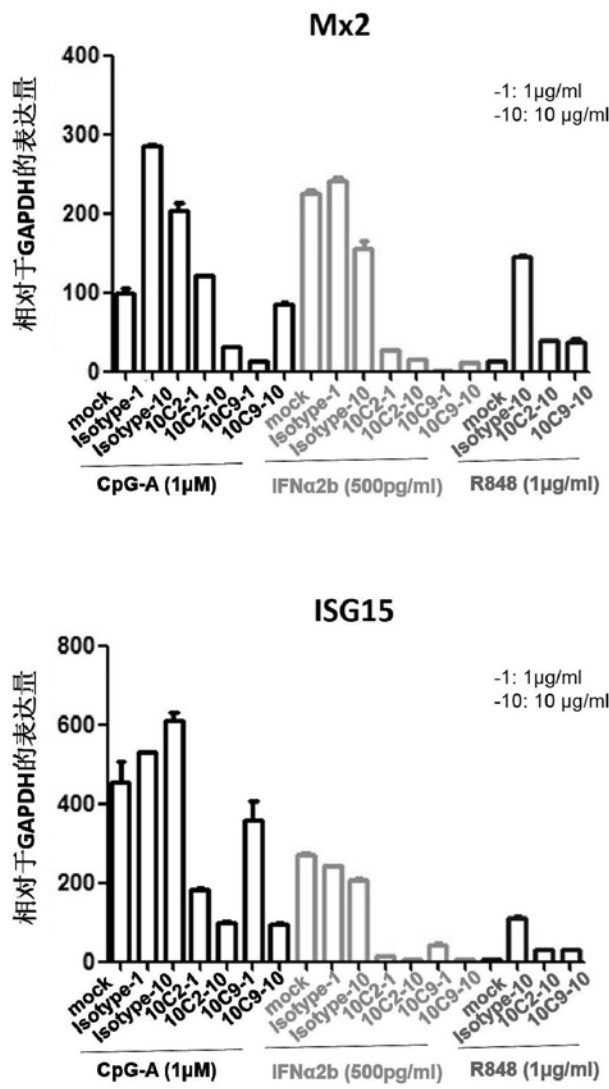 Mx2
-1: 1μg/ml
-10: 10 μg/ml
相对于GAPDH的表达量
400
300
200
100
0
mock
Isotype-1
Isotype-10
10C2-1
10C2-10
10C9-1
10C9-10
mock
Isotype-1
Isotype-10
10C2-1
10C2-10
10C9-1
10C9-10
mock
Isotype-10
10C2-10
10C9-10
CpG-A (1μM)
IFNα2b (500pg/ml)
R848 (1μg/ml)
ISG15
-1: 1μg/ml
-10: 10 μg/ml
相对于GAPDH的表达量
800
600
400
200
0
mock
Isotype-1
Isotype-10
10C2-1
10C2-10
10C9-1
10C9-10
mock
Isotype-1
Isotype-10
10C2-1
10C2-10
10C9-1
10C9-10
mock
Isotype-10
10C2-10
10C9-10
CpG-A (1μM)
IFNα2b (500pg/ml)
R848 (1μg/ml)